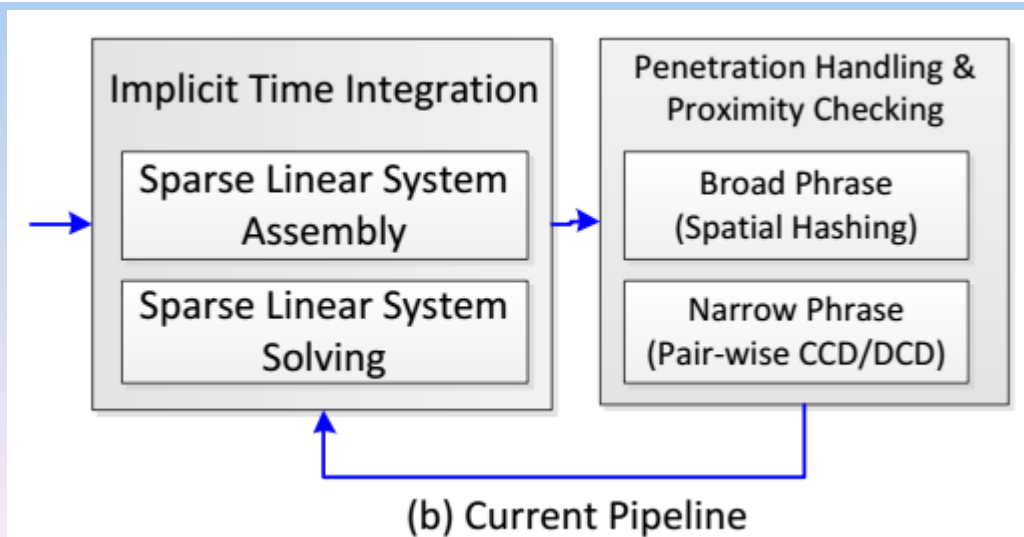 Implicit Time Integration
Sparse Linear System
Assembly
Sparse Linear System
Solving
Penetration Handling &
Proximity Checking
Broad Phrase
(Spatial Hashing)
Narrow Phrase
(Pair-wise CCD/DCD)
(b) Current Pipeline